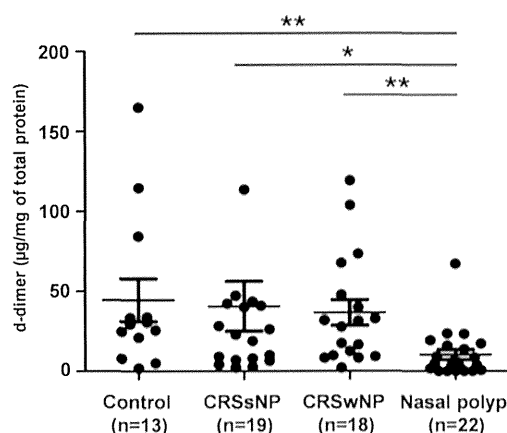 **
*
**
d-dimer (µg/mg of total protein)
200
150
100
50
0
Control CRSsNP CRSwNP Nasal polyp
(n=13) (n=19) (n=18) (n=22)